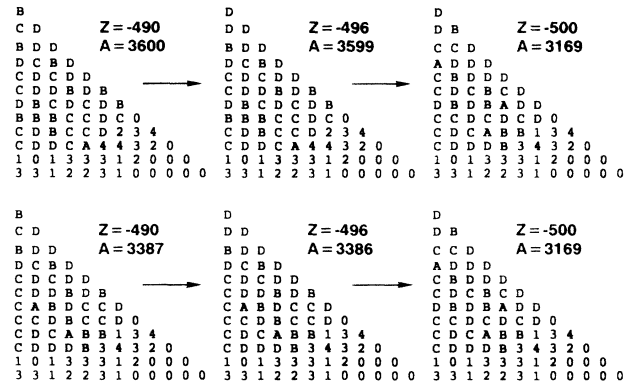 B
C D Z = -490
B D D A = 3600
D C B D
C D C D D
C D D B D B
D B C D C D B
B B B C C D C 0
C D B C C D 2 3 4
C D D C A 4 4 3 2 0
1 0 1 3 3 3 1 2 0 0 0
3 3 1 2 2 3 1 0 0 0 0 0
D
D D Z = -496
B D D A = 3599
D C B D
C D C D D
C D D B D B
D B C D C D B
B B B C C D C 0
C D B C C D 2 3 4
C D D C A 4 4 3 2 0
1 0 1 3 3 3 1 2 0 0 0
3 3 1 2 2 3 1 0 0 0 0 0
D
D B Z = -500
C C D A = 3169
A D D D
C B D D D
C D C B C D
D B D B A D D
C C D B C C D 0
C D C A B B 1 3 4
C D D D B 3 4 3 2 0
1 0 1 3 3 3 1 2 0 0 0
3 3 1 2 2 3 1 0 0 0 0 0
B
C D Z = -490
B D D A = 3387
D C B D
C D C D D
C D D B D B
C A B D C C D
C C D B C C D 0
C D C A B B 1 3 4
C D D D B 3 4 3 2 0
1 0 1 3 3 3 1 2 0 0 0
3 3 1 2 2 3 1 0 0 0 0 0
D
D D Z = -496
B D D A = 3386
D C B D
C D C D D
C D D B D B
C A B D C C D
C C D B C C D 0
C D C A B B 1 3 4
C D D D B 3 4 3 2 0
1 0 1 3 3 3 1 2 0 0 0
3 3 1 2 2 3 1 0 0 0 0 0
D
D B Z = -500
C C D A = 3169
A D D D
C B D D D
C D C B C D
D B D B A D D
C C D B C C D 0
C D C A B B 1 3 4
C D D D B 3 4 3 2 0
1 0 1 3 3 3 1 2 0 0 0
3 3 1 2 2 3 1 0 0 0 0 0